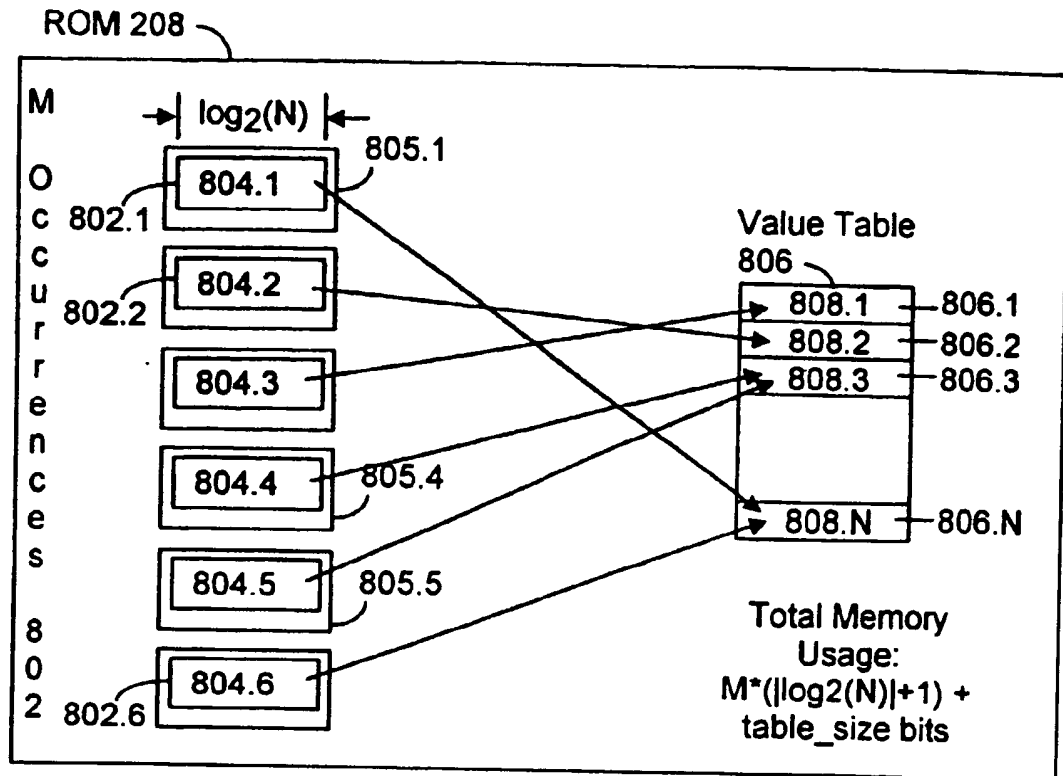 ROM 208
M Occurrences 802
log2(N)
805.1
804.1
802.1
804.2
802.2
804.3
804.4
805.4
804.5
805.5
804.6
802.6
Value Table
806
808.1
806.1
808.2
806.2
808.3
806.3
808.N
806.N
Total Memory
Usage:
M*(|log2(N)|+1) +
table_size bits